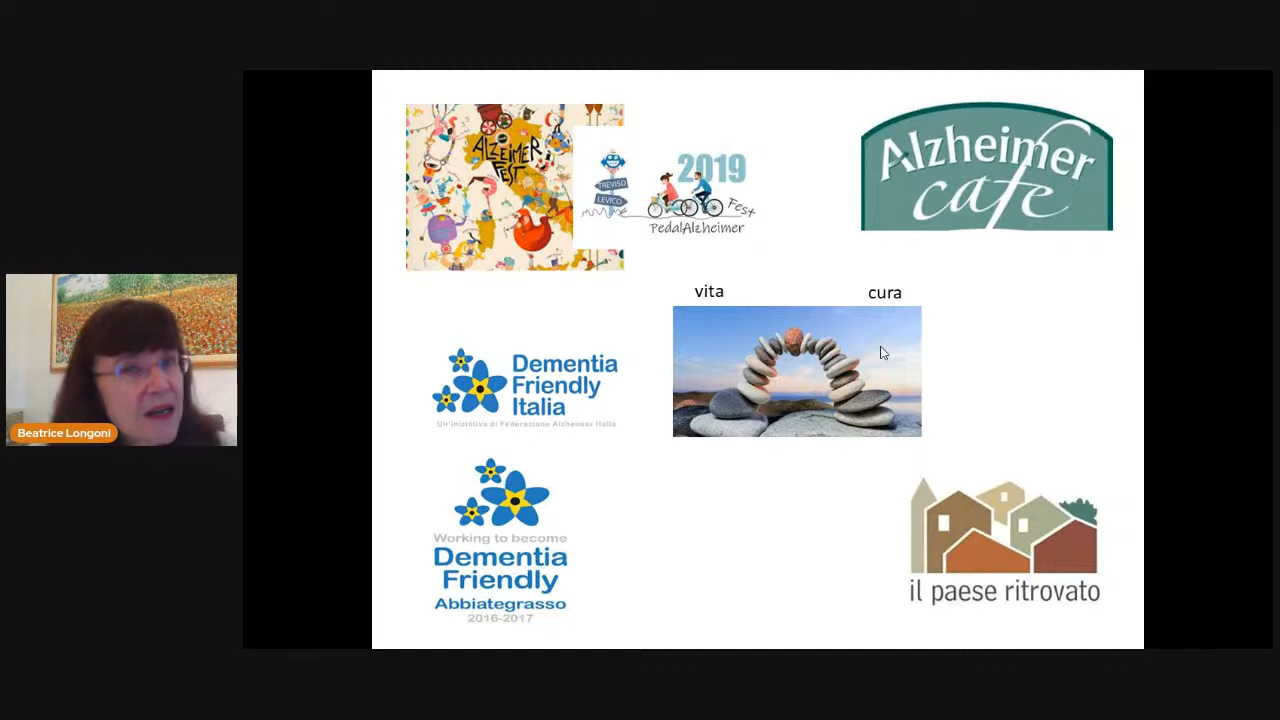 ALZEIMER
FEST
2019
TREVISO
LEVICO
Fest
PedalAlzheimer
Alzheimer
cafe
vita
cura
Dementia
Friendly
Italia
Un'iniziativa di Federazione Alzheimer Italia
Beatrice Longoni
Working to become
Dementia
Friendly
Abbiategrasso
2016-2017
il paese ritrovato